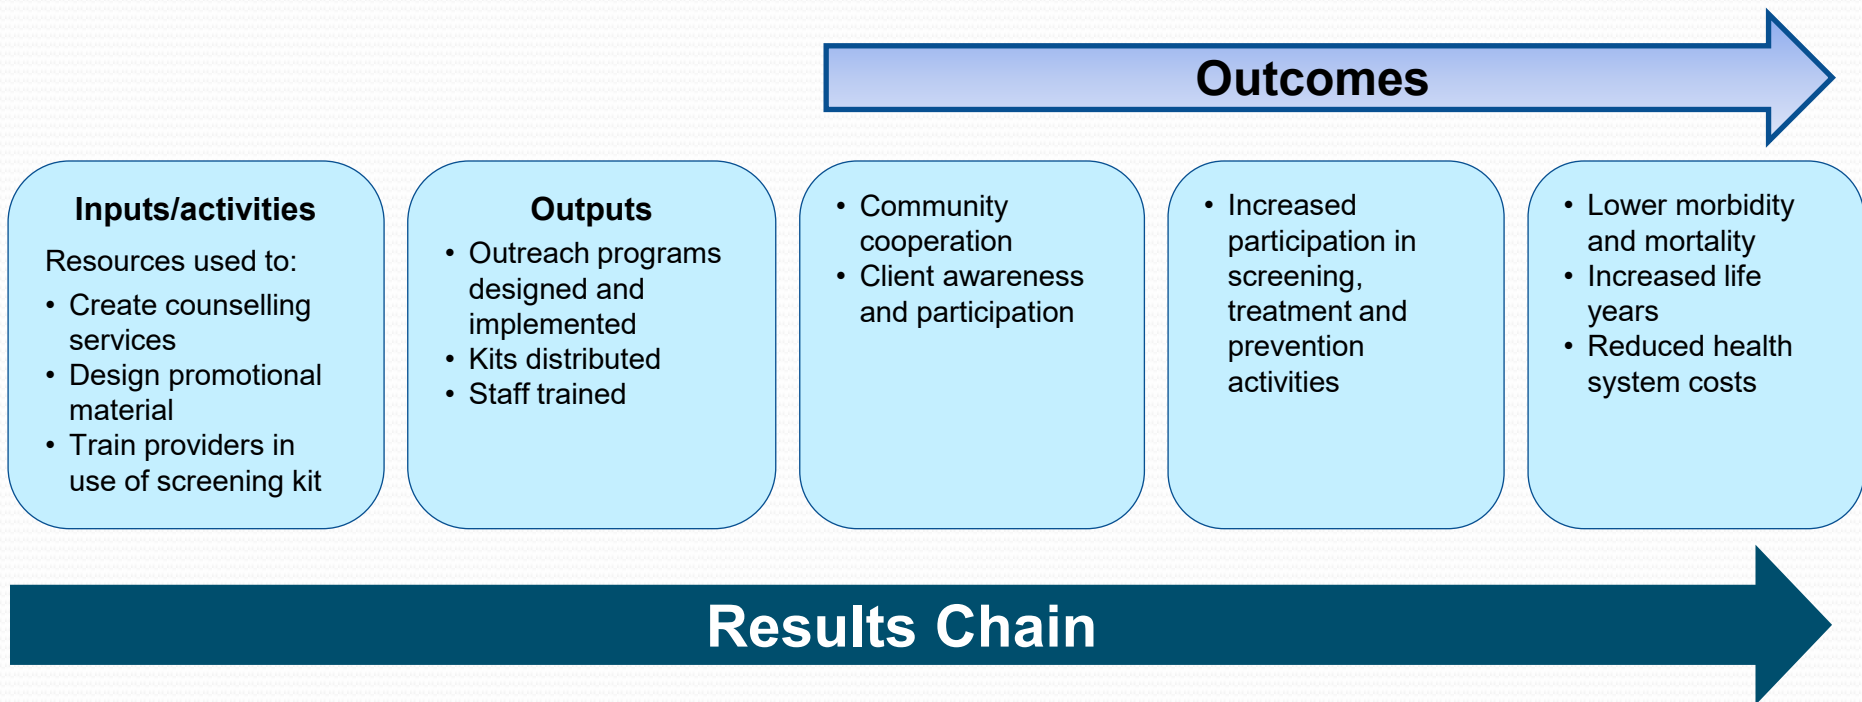 Outcomes
Inputs/activities
Resources used to:
• Create counselling
services
• Design promotional
material
• Train providers in
use of screening kit
Outputs
• Outreach programs
designed and
implemented
• Kits distributed
• Staff trained
• Community
cooperation
• Client awareness
and participation
• Increased
participation in
screening,
treatment and
prevention
activities
• Lower morbidity
and mortality
• Increased life
years
• Reduced health
system costs
Results Chain